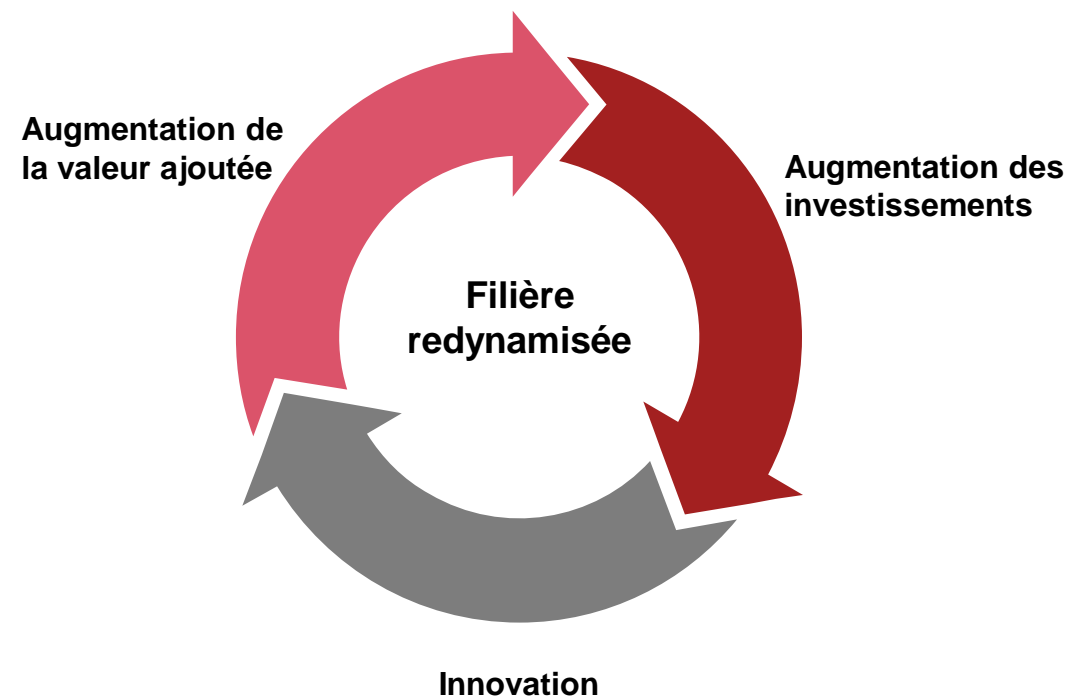 Augmentation de
la valeur ajoutée
Augmentation des
investissements
Filière
redynamisée
Innovation